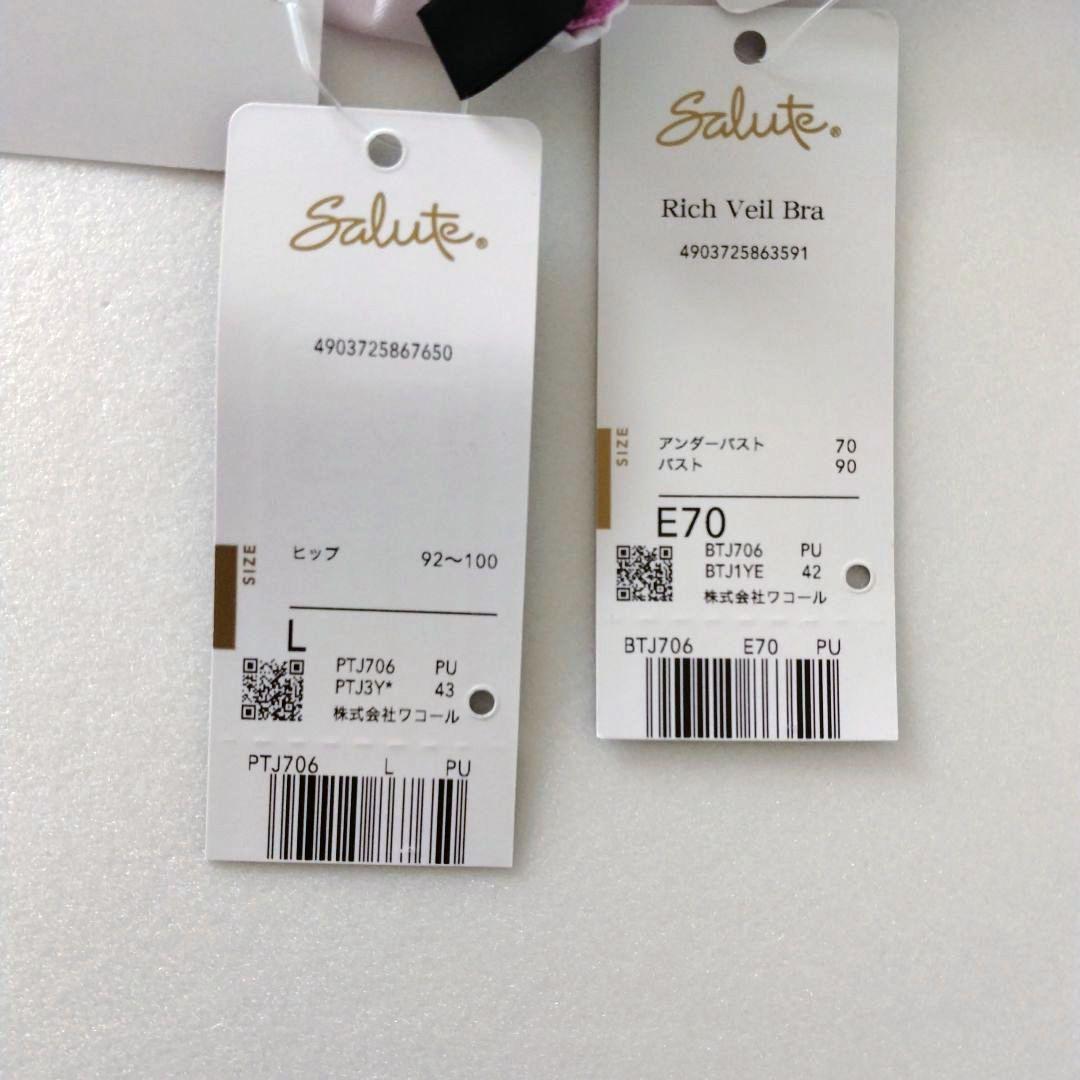 Salute®
4903725867650
SIZE
ヒップ 92〜100
L
PTJ706 PU
PTJ3Y* 43
株式会社ワコール
PTJ706 L PU
Salute®
Rich Veil Bra
4903725863591
SIZE
アンダーバスト 70
バスト 90
E70
BTJ706 PU
BTJ1YE 42
株式会社ワコール
BTJ706 E70 PU